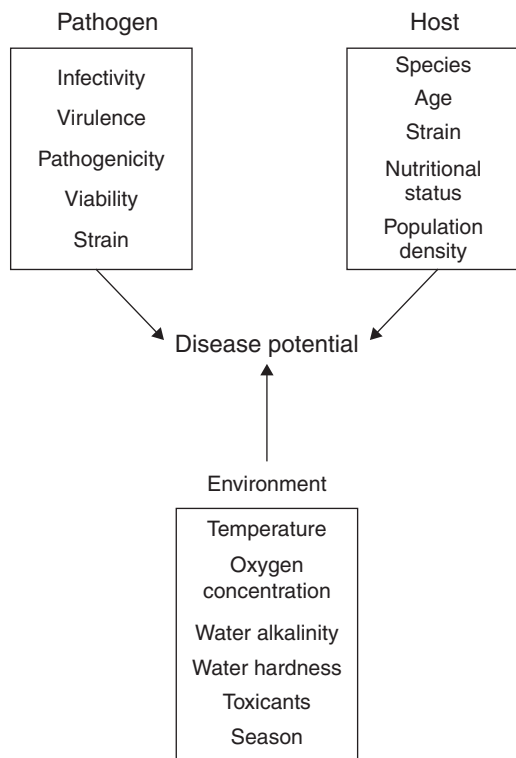 Pathogen
Infectivity
Virulence
Pathogenicity
Viability
Strain
Host
Species
Age
Strain
Nutritional
status
Population
density
Disease potential
Environment
Temperature
Oxygen
concentration
Water alkalinity
Water hardness
Toxicants
Season